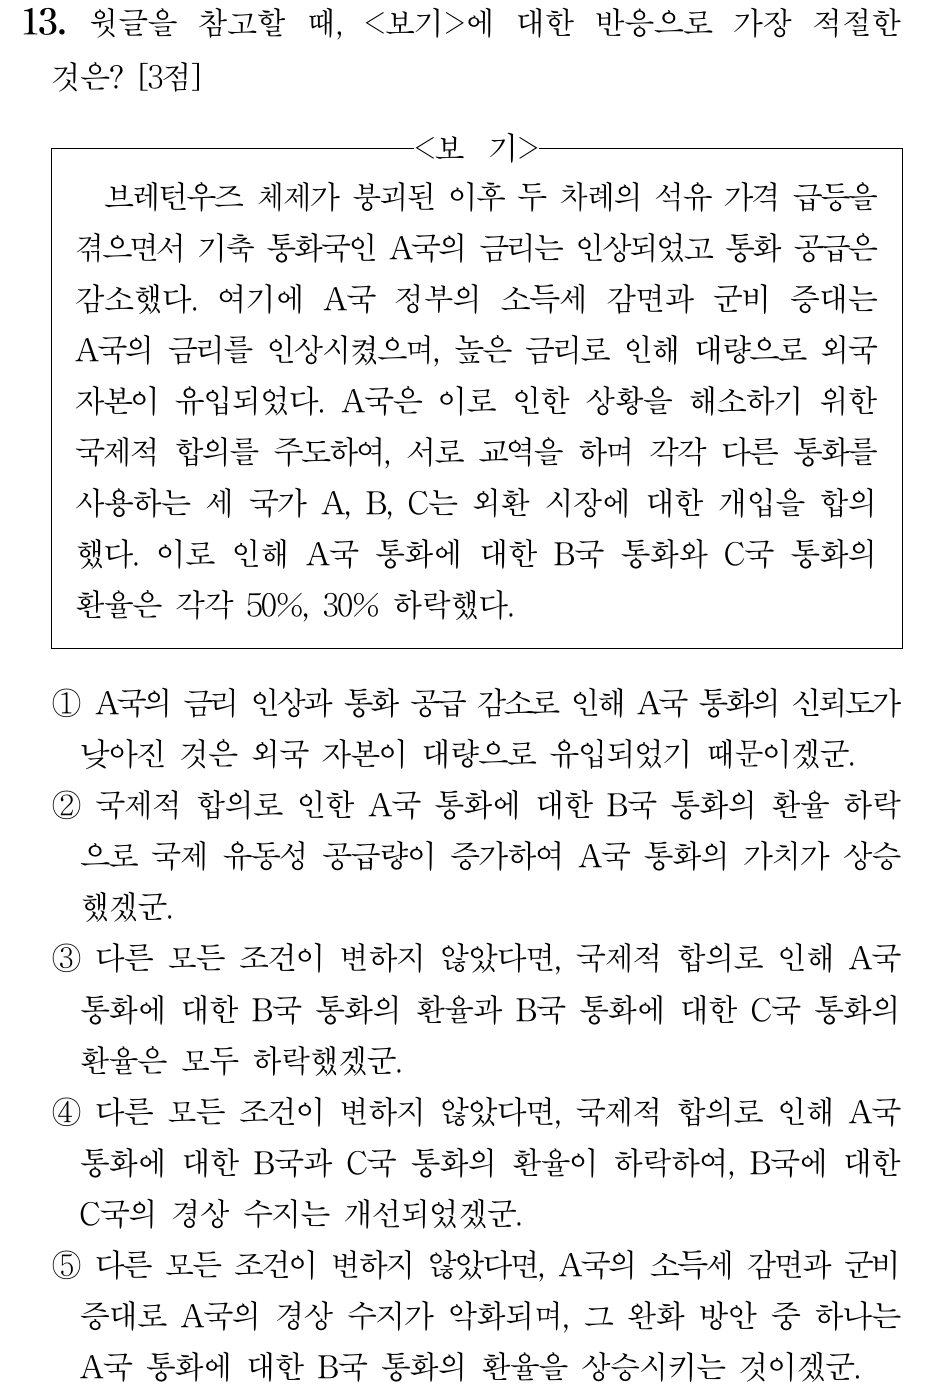 13. 윗글을 참고할 때, <보기>에 대한 반응으로 가장 적절한
것은? [3점]
<보 기>
브레턴우즈 체제가 붕괴된 이후 두 차례의 석유 가격 급등을
겪으면서 기축 통화국인 A국의 금리는 인상되었고 통화 공급은
감소했다. 여기에 A국 정부의 소득세 감면과 군비 증대는
A국의 금리를 인상시켰으며, 높은 금리로 인해 대량으로 외국
자본이 유입되었다. A국은 이로 인한 상황을 해소하기 위한
국제적 합의를 주도하여, 서로 교역을 하며 각각 다른 통화를
사용하는 세 국가 A, B, C는 외환 시장에 대한 개입을 합의
했다. 이로 인해 A국 통화에 대한 B국 통화와 C국 통화의
환율은 각각 50%, 30% 하락했다.
① A국의 금리 인상과 통화 공급 감소로 인해 A국 통화의 신뢰도가
낮아진 것은 외국 자본이 대량으로 유입되었기 때문이겠군.
② 국제적 합의로 인한 A국 통화에 대한 B국 통화의 환율 하락
으로 국제 유동성 공급량이 증가하여 A국 통화의 가치가 상승
했겠군.
③ 다른 모든 조건이 변하지 않았다면, 국제적 합의로 인해 A국
통화에 대한 B국 통화의 환율과 B국 통화에 대한 C국 통화의
환율은 모두 하락했겠군.
④ 다른 모든 조건이 변하지 않았다면, 국제적 합의로 인해 A국
통화에 대한 B국과 C국 통화의 환율이 하락하여, B국에 대한
C국의 경상 수지는 개선되었겠군.
⑤ 다른 모든 조건이 변하지 않았다면, A국의 소득세 감면과 군비
증대로 A국의 경상 수지가 악화되며, 그 완화 방안 중 하나는
A국 통화에 대한 B국 통화의 환율을 상승시키는 것이겠군.